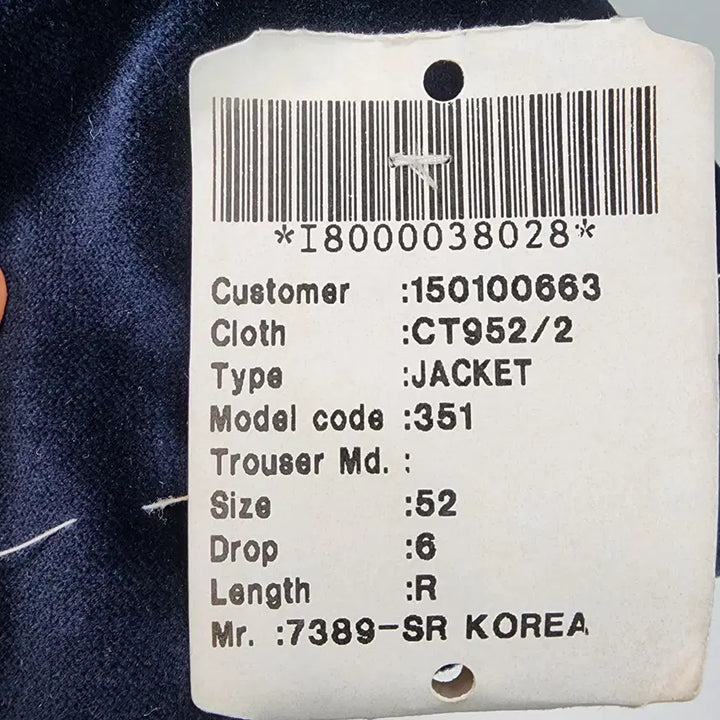 *I8000038028*
Customer :150100663
Cloth :CT952/2
Type :JACKET
Model code :351
Trouser Md. :
Size :52
Drop :6
Length :R
Mr. :7389-SR KOREA